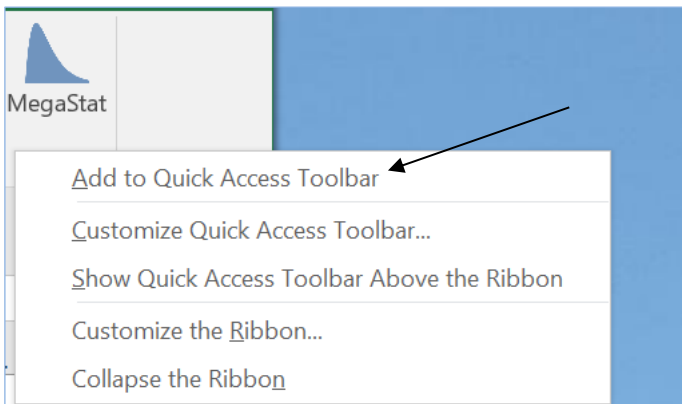 MegaStat
Add to Quick Access Toolbar
Customize Quick Access Toolbar...
Show Quick Access Toolbar Above the Ribbon
Customize the Ribbon...
Collapse the Ribbon